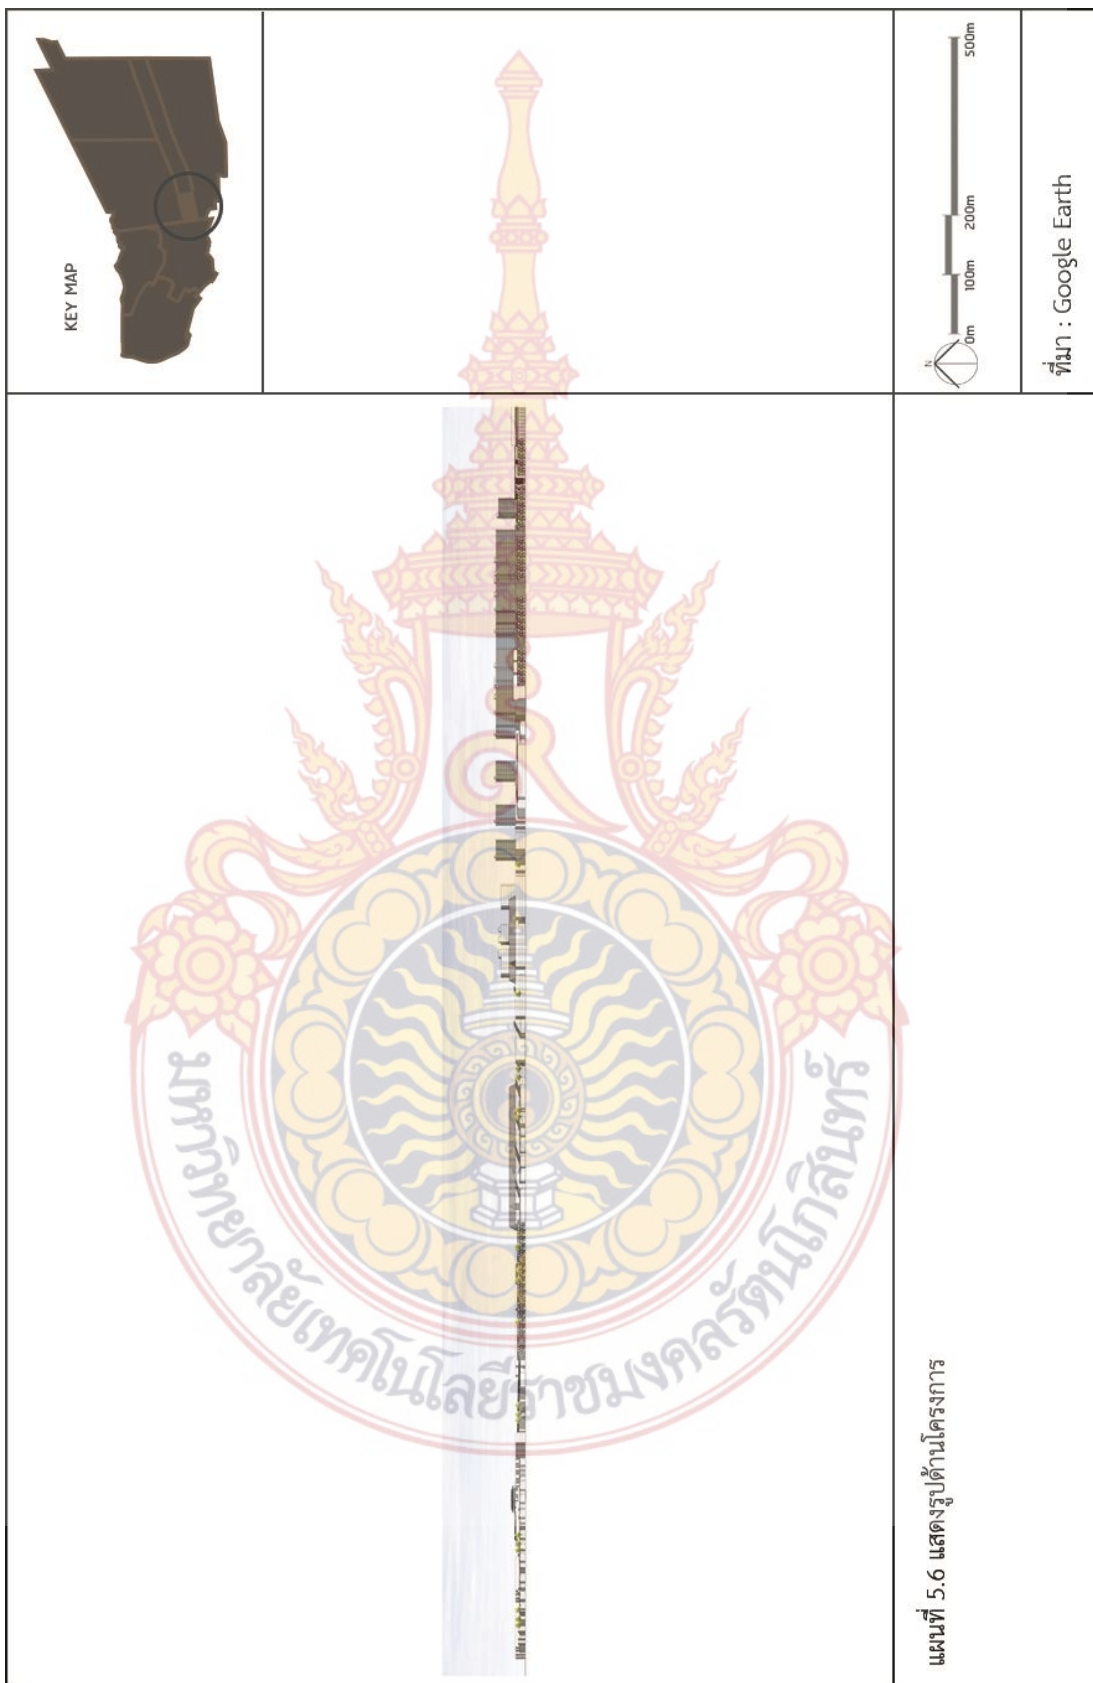 KEY MAP
N
0m 100m 200m 500m
ที่มา : Google Earth
มหาวิทยาลัยเทคโนโลยีราชมงคลรัตนโกสินทร์
แผนที่ 5.6 แสดงรูปด้านโครงการ